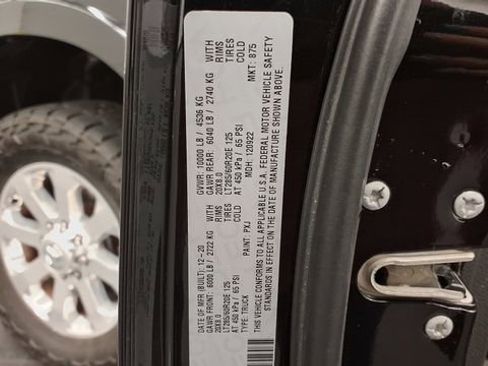 DATE OF MFR (BUILT): 12-20 GVWR: 10000 LB / 4536 KG
GAWR FRONT: 6000 LB / 2722 KG WITH GAWR REAR: 6040 LB / 2740 KG WITH
20X8.0 RIMS 20X8.0 RIMS
LT285/60R20E 125 TIRES LT285/60R20E 125 TIRES
AT 450 kPa / 65 PSI COLD AT 450 kPa / 65 PSI COLD
TYPE: TRUCK PAINT: PXJ MDH: 120922 MKT: 875
THIS VEHICLE CONFORMS TO ALL APPLICABLE U.S.A. FEDERAL MOTOR VEHICLE SAFETY
STANDARDS IN EFFECT ON THE DATE OF MANUFACTURE SHOWN ABOVE.